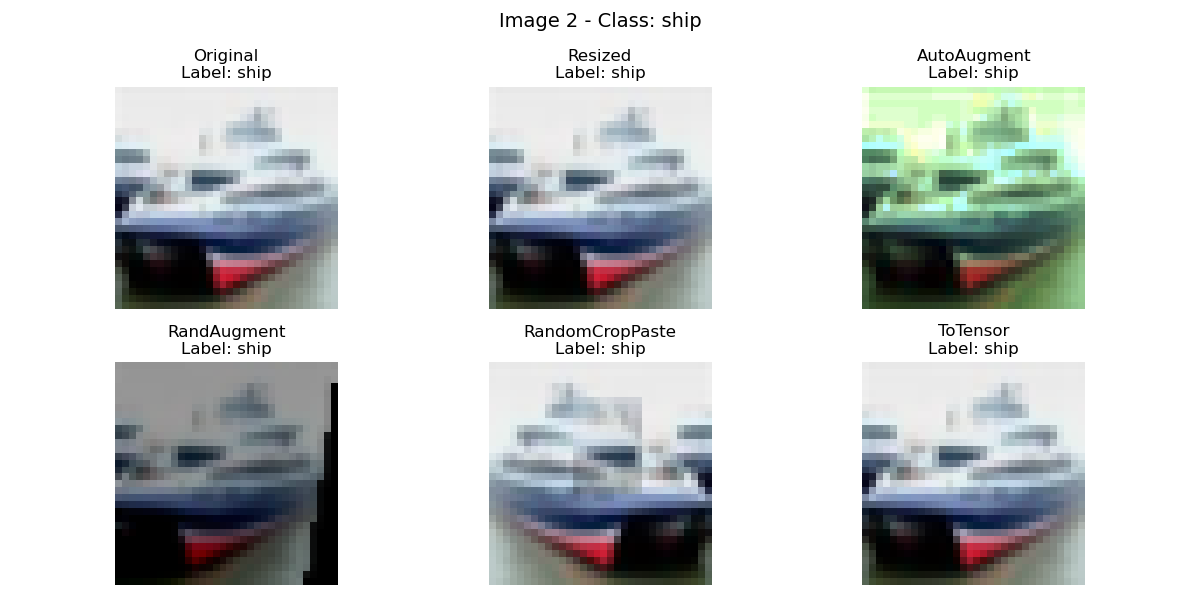 Image 2 - Class: ship
Original
Label: ship
Resized
Label: ship
AutoAugment
Label: ship
RandAugment
Label: ship
RandomCropPaste
Label: ship
ToTensor
Label: ship